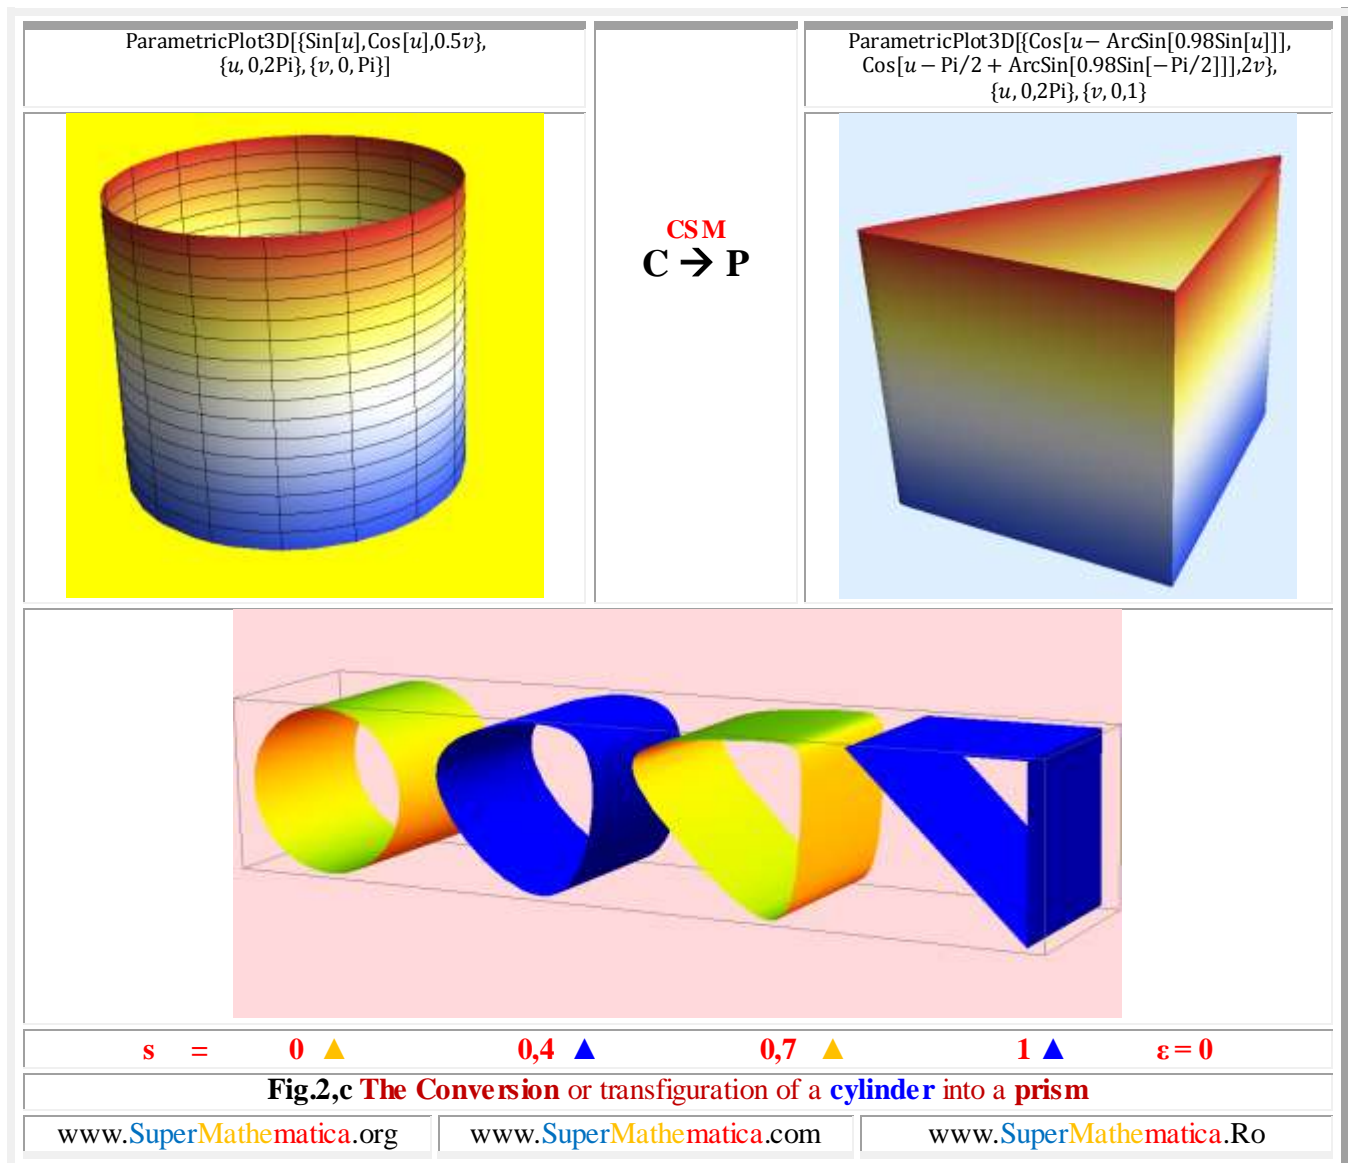 ParametricPlot3D[{Sin[u],Cos[u],0.5v},
{u, 0,2Pi}, {v, 0, Pi}]
CSM
C → P
ParametricPlot3D[{Cos[u − ArcSin[0.98Sin[u]]],
Cos[u − Pi/2 + ArcSin[0.98Sin[−Pi/2]]],2v},
{u, 0,2Pi}, {v, 0,1}
s = 0 ▲ 0,4 ▲ 0,7 ▲ 1 ▲ ε = 0
Fig.2,c The Conversion or transfiguration of a cylinder into a prism
www.SuperMathematica.org
www.SuperMathematica.com
www.SuperMathematica.Ro